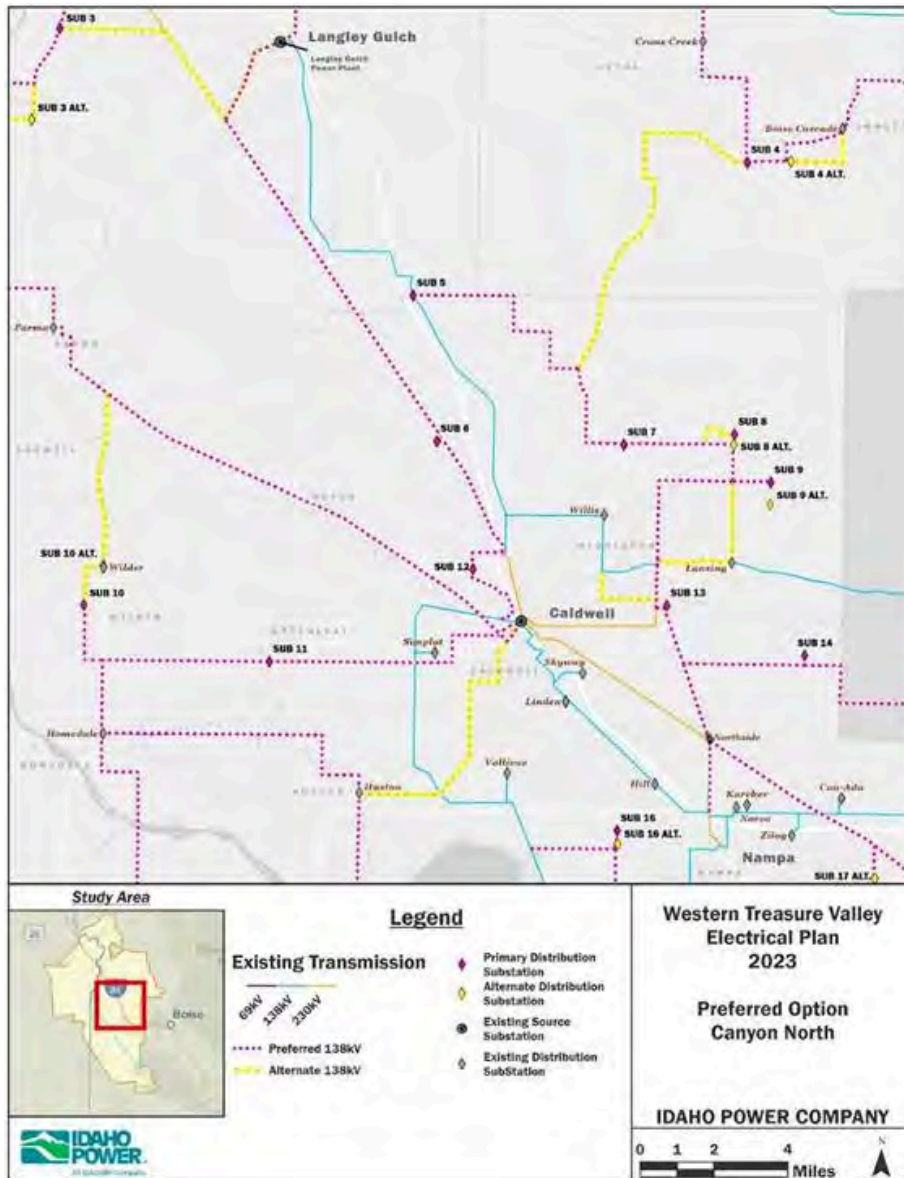 SUB 3
Langley Gulch
Langley Gulch
Power Plant
Crane Creek
SUB 3 ALT.
Boise Cascade
SUB 4
SUB 4 ALT.
SUB 5
Parma
SUB 6
SUB 7
SUB 8
SUB 8 ALT.
SUB 9
SUB 9 ALT.
Willis
SUB 10 ALT.
Wilder
SUB 12
Lansing
SUB 10
Caldwell
SUB 13
Simplot
SUB 11
SUB 14
Skyway
Linden
Homedale
Northside
Huston
Vallivue
Hill
Karcher
Can-Ada
Zilog
SUB 16
SUB 16 ALT.
Nampa
SUB 17 ALT.
Study Area
Boise
Legend
Existing Transmission
69kV
138kV
230kV
Preferred 138kV
Alternate 138kV
Primary Distribution
Substation
Alternate Distribution
Substation
Existing Source
Substation
Existing Distribution
SubStation
Western Treasure Valley
Electrical Plan
2023
Preferred Option
Canyon North
IDAHO POWER COMPANY
0 1 2 4
Miles
N
IDAHO
POWER
An IDACORP Company